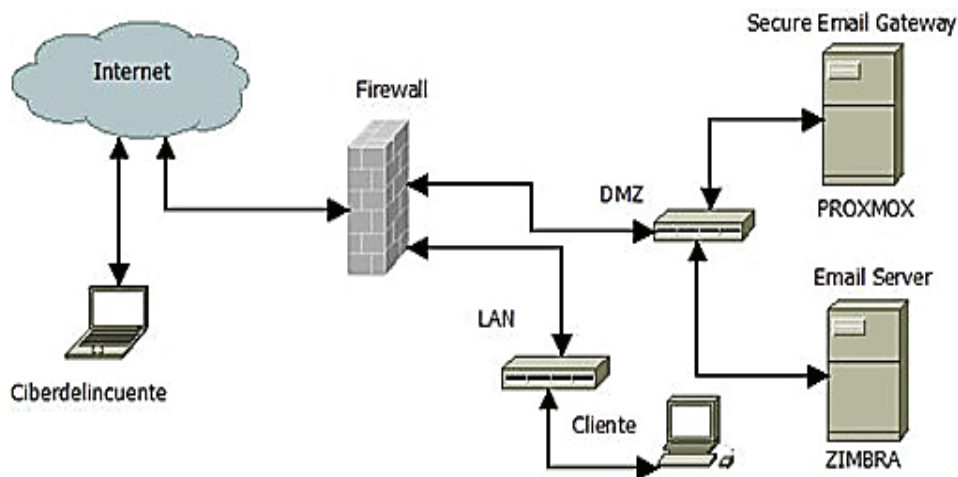 Secure Email Gateway
Internet
Firewall
DMZ
PROXMOX
Email Server
LAN
Ciberdelincuente
Cliente
ZIMBRA